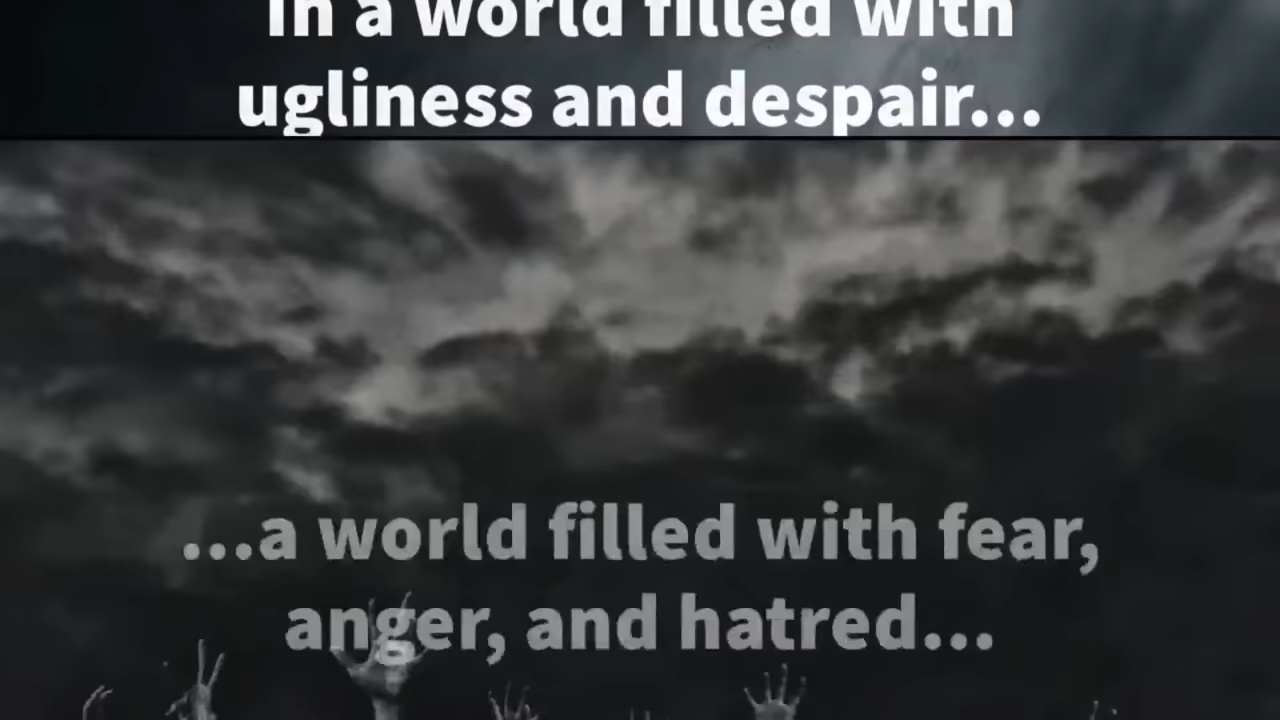 In a world filled with
ugliness and despair...
...a world filled with fear,
anger, and hatred...